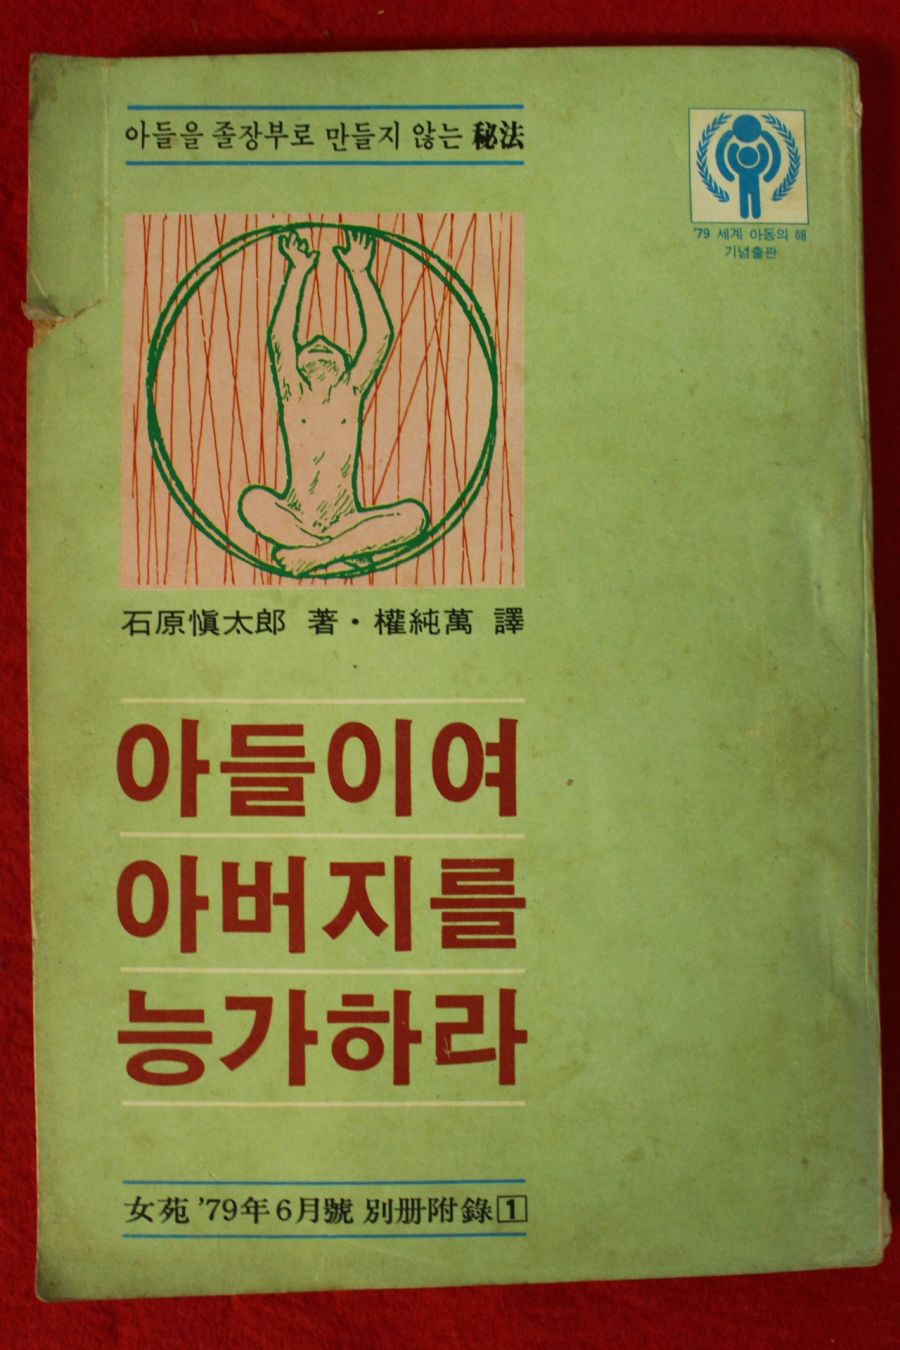 아들을 졸장부로 만들지 않는 秘法
'79 세계 아동의 해
기념출판
石原愼太郎 著·權純萬 譯
아들이여
아버지를
능가하라
女苑 '79年 6月號 別册附錄 1